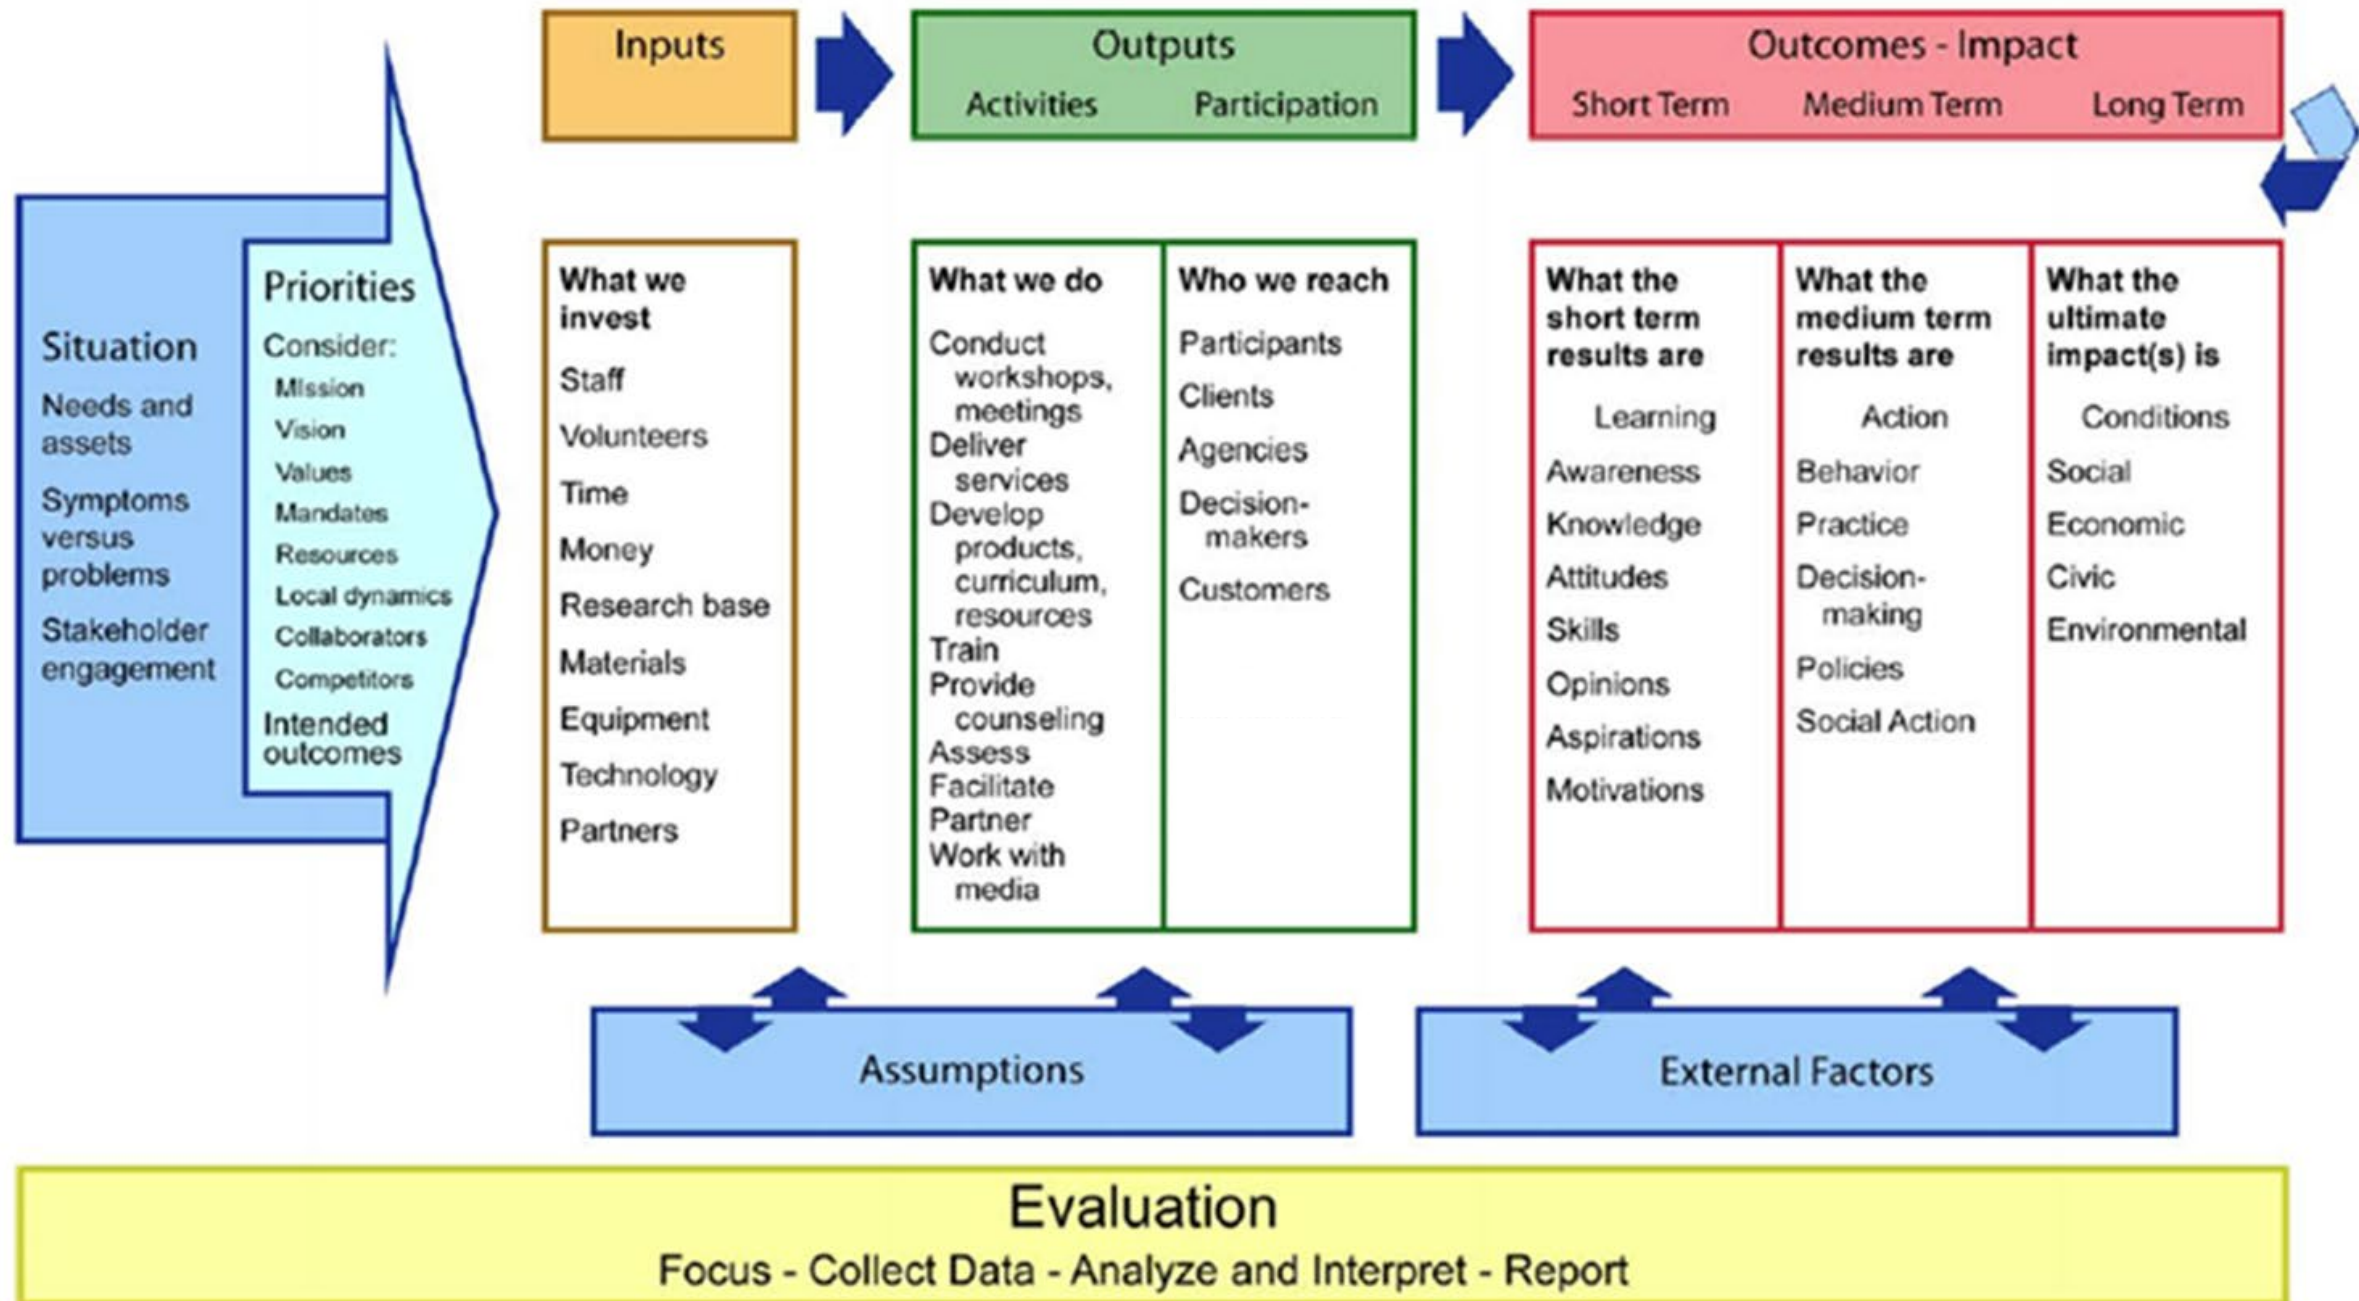 Inputs
Outputs
Activities Participation
Outcomes - Impact
Short Term Medium Term Long Term
Situation
Needs and
assets
Symptoms
versus
problems
Stakeholder
engagement
Priorities
Consider:
MIssion
Vision
Values
Mandates
Resources
Local dynamics
Collaborators
Competitors
Intended
outcomes
What we
invest
Staff
Volunteers
Time
Money
Research base
Materials
Equipment
Technology
Partners
What we do
Conduct
workshops,
meetings
Deliver
services
Develop
products,
curriculum,
resources
Train
Provide
counseling
Assess
Facilitate
Partner
Work with
media
Who we reach
Participants
Clients
Agencies
Decision-
makers
Customers
What the
short term
results are
Learning
Awareness
Knowledge
Attitudes
Skills
Opinions
Aspirations
Motivations
What the
medium term
results are
Action
Behavior
Practice
Decision-
making
Policies
Social Action
What the
ultimate
impact(s) is
Conditions
Social
Economic
Civic
Environmental
Assumptions
External Factors
Evaluation
Focus - Collect Data - Analyze and Interpret - Report